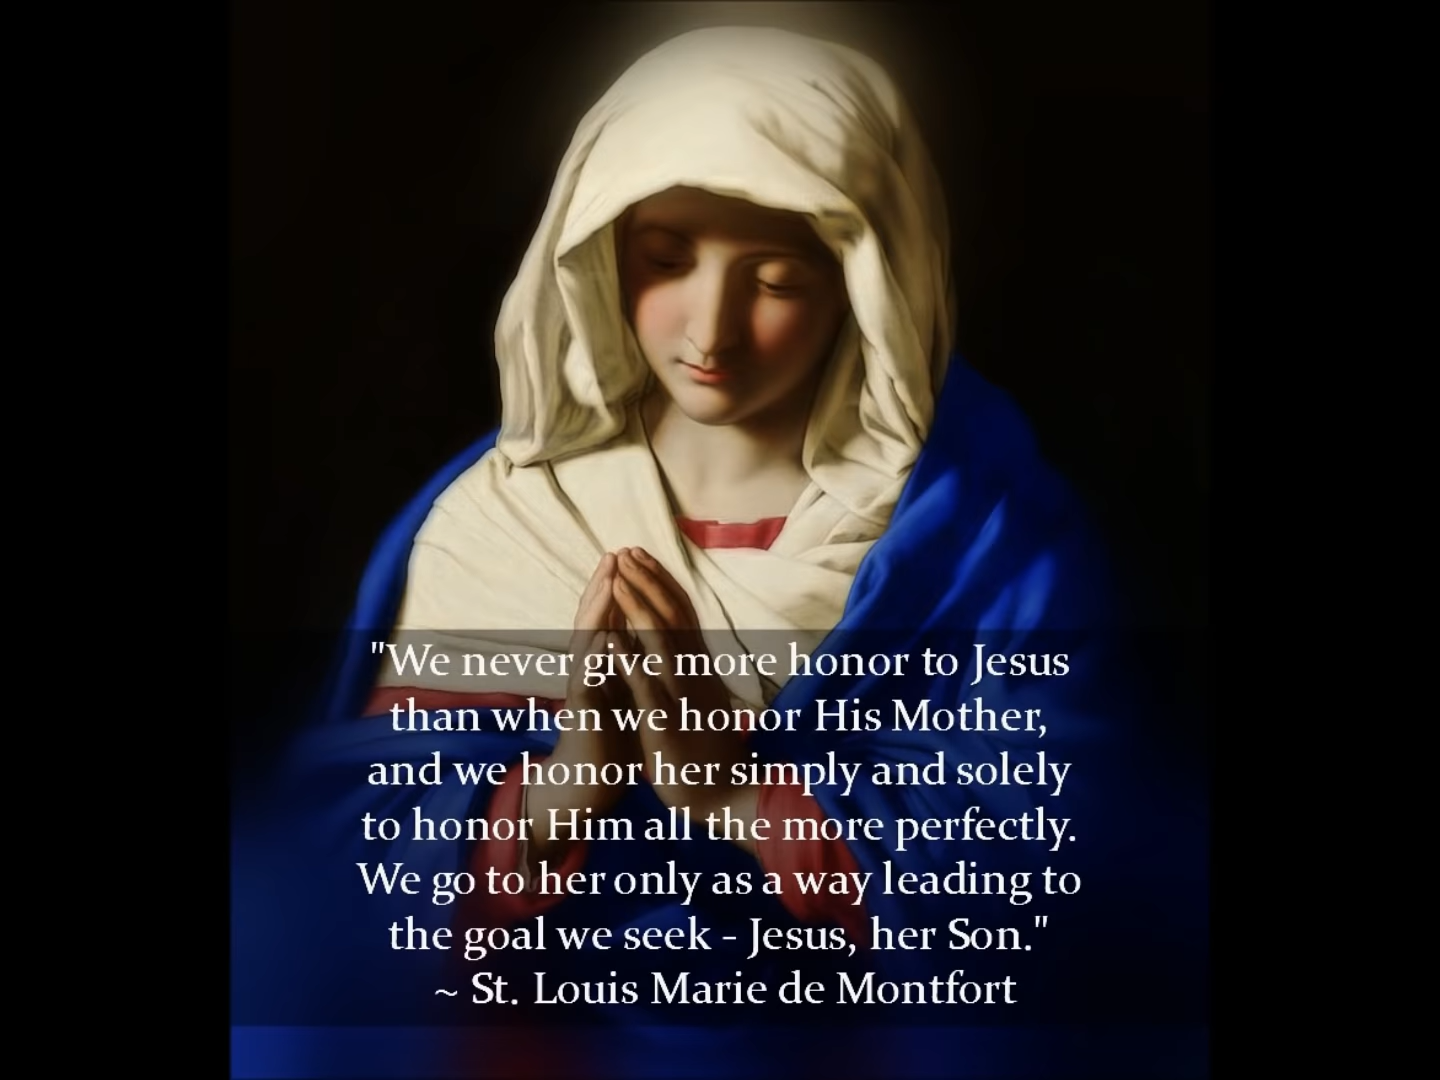 "We never give more honor to Jesus
than when we honor His Mother,
and we honor her simply and solely
to honor Him all the more perfectly.
We go to her only as a way leading to
the goal we seek - Jesus, her Son."
~ St. Louis Marie de Montfort